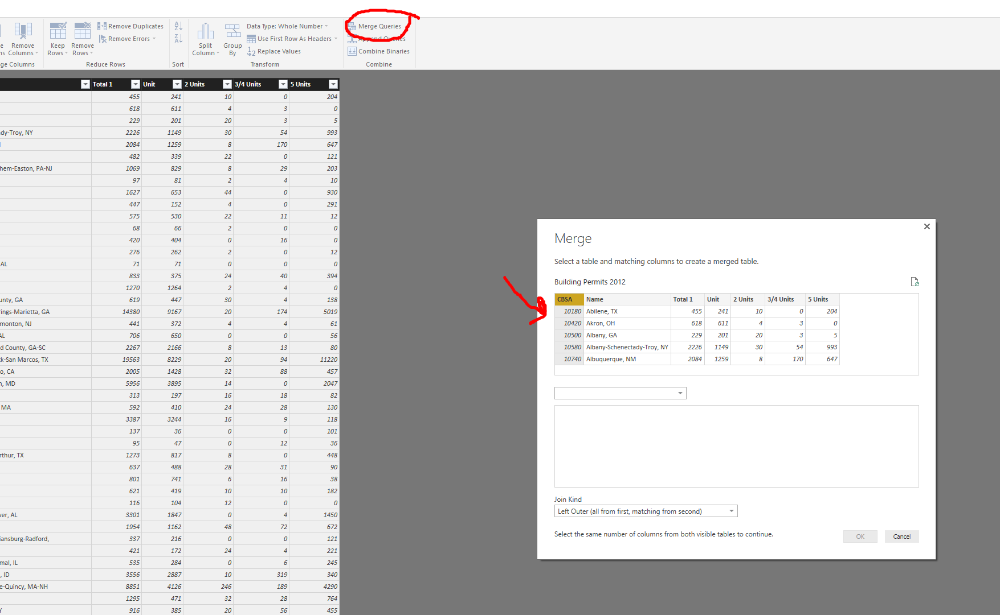 Remove Duplicates
Data Type: Whole Number
Merge Queries
Remove Errors
Use First Row As Headers
Append Queries
Remove
Columns
Keep
Rows
Remove
Rows
Split
Column
Group
By
Replace Values
Combine Binaries
ge Columns
Reduce Rows
Sort
Transform
Combine
Total 1 Unit 2 Units 3/4 Units 5 Units
455 241 10 0 204
618 611 4 3 0
229 201 20 3 5
dy-Troy, NY 2226 1149 30 54 993
2084 1259 8 170 647
482 339 22 0 121
hem-Easton, PA-NJ 1069 829 8 29 203
97 81 2 4 10
1627 653 44 0 930
447 152 4 0 291
575 530 22 11 12
68 66 2 0 0
420 404 0 16 0
276 262 2 0 12
AL 71 71 0 0 0
833 375 24 40 394
1270 1264 2 4 0
unty, GA 619 447 30 4 138
rings-Marietta, GA 14380 9167 20 174 5019
monton, NJ 441 372 4 4 61
AL 706 650 0 0 56
d County, GA-SC 2267 2166 8 13 80
k-San Marcos, TX 19563 8229 20 94 11220
o, CA 2005 1428 32 88 457
n, MD 5956 3895 14 0 2047
313 197 16 18 82
MA 592 410 24 28 130
3387 3244 16 9 118
137 36 0 0 101
95 47 0 12 36
rthur, TX 1273 817 8 0 448
637 488 28 31 90
801 741 6 16 38
621 419 10 10 182
116 104 12 0 0
ver, AL 3301 1847 0 4 1450
1954 1162 48 72 672
iansburg-Radford, 337 216 0 0 121
421 172 24 4 221
mal, IL 535 284 0 6 245
, ID 3556 2887 10 319 340
e-Quincy, MA-NH 8851 4126 246 189 4290
1295 471 32 28 764
Y 916 385 20 56 455
Merge
Select a table and matching columns to create a merged table.
Building Permits 2012
CBSA Name Total 1 Unit 2 Units 3/4 Units 5 Units
10180 Abilene, TX 455 241 10 0 204
10420 Akron, OH 618 611 4 3 0
10500 Albany, GA 229 201 20 3 5
10580 Albany-Schenectady-Troy, NY 2226 1149 30 54 993
10740 Albuquerque, NM 2084 1259 8 170 647
Join Kind
Left Outer (all from first, matching from second)
Select the same number of columns from both visible tables to continue.
OK Cancel